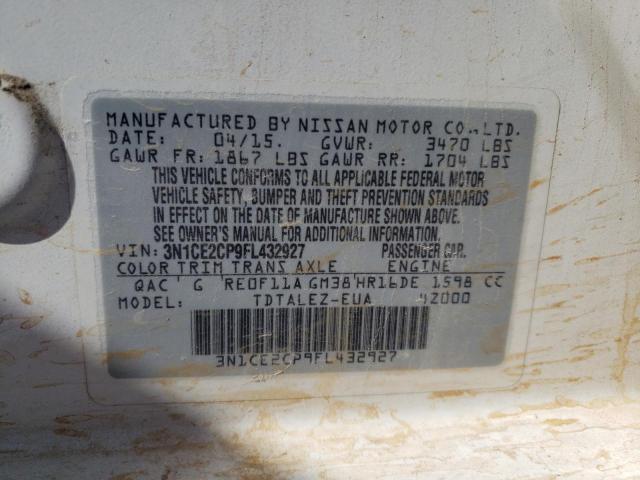 MANUFACTURED BY NISSAN MOTOR CO., LTD.
DATE: 04/15. GVWR: 3470 LBS
GAWR FR: 1867 LBS GAWR RR: 1704 LBS
THIS VEHICLE CONFORMS TO ALL APPLICABLE FEDERAL MOTOR
VEHICLE SAFETY, BUMPER AND THEFT PREVENTION STANDARDS
IN EFFECT ON THE DATE OF MANUFACTURE SHOWN ABOVE.
SEE OWNER'S MANUAL FOR ADDITIONAL INFORMATION.
VIN: 3N1CE2CP9FL432927 PASSENGER CAR.
COLOR TRIM TRANS AXLE ENGINE
QAC G RE0F11A GM38 HR16DE 1598 CC
MODEL: TDTALEZ-EUA 4Z000
3N1CE2CP9FL432927